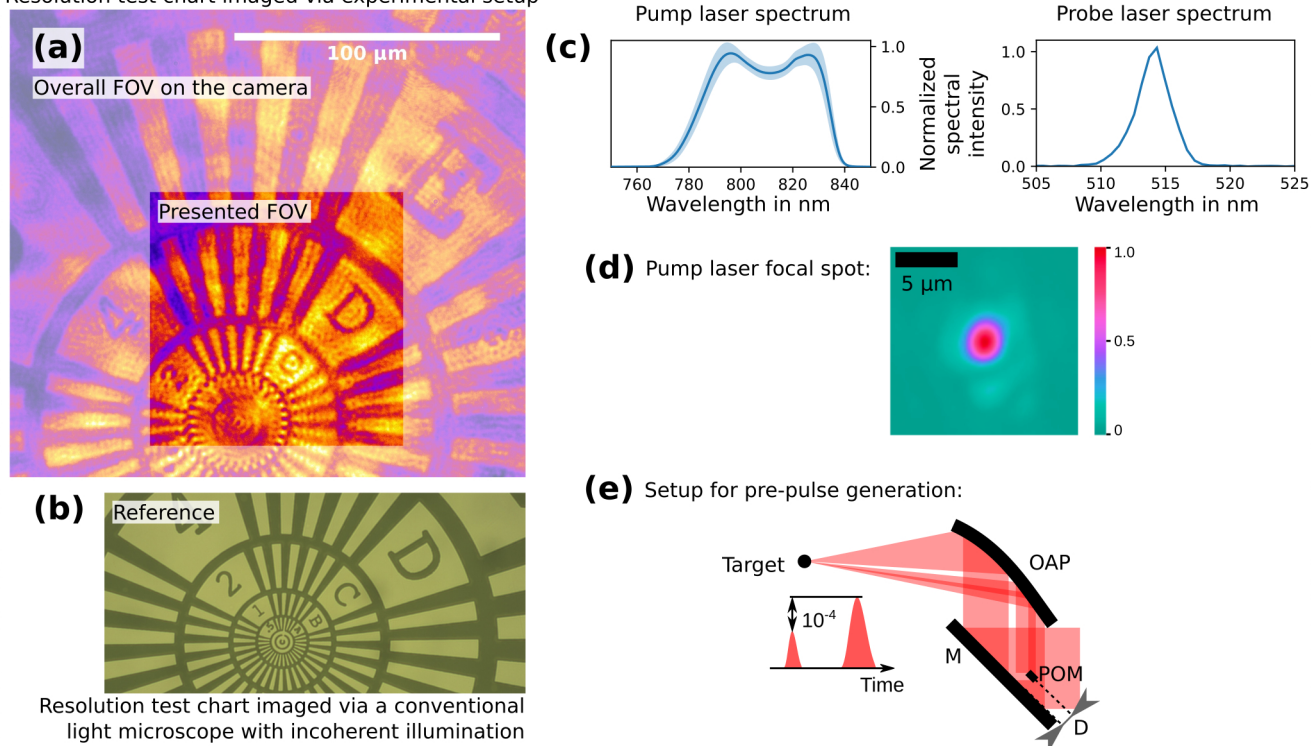 Resolution test chart imaged via experimental setup
(a)
100 µm
Overall FOV on the camera
Presented FOV
4
E
D
2
C
(b)
Reference
4
D
2
C
1
B
Resolution test chart imaged via a conventional
light microscope with incoherent illumination
(c)
Pump laser spectrum
1.0
0.5
0.0
760 780 800 820 840
Wavelength in nm
Normalized
spectral
intensity
Probe laser spectrum
1.0
0.5
0.0
505 510 515 520 525
Wavelength in nm
(d)
Pump laser focal spot:
5 µm
1.0
0.5
0
(e)
Setup for pre-pulse generation:
Target
OAP
10⁻⁴
Time
M
POM
D